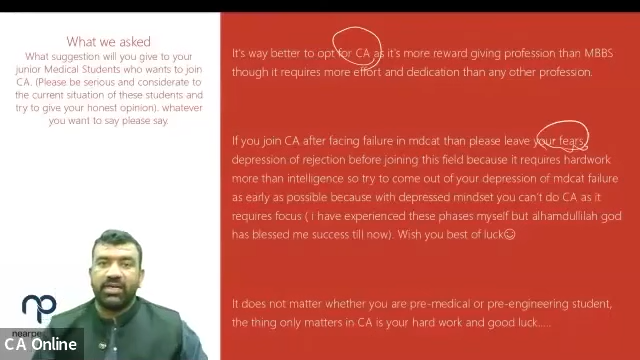 What we asked
What suggestion will you give to your
junior Medical Students who wants to join
CA. (Please be serious and considerate to
the current situation of these students and
try to give your honest opinion). whatever
you want to say please say.
It's way better to opt for CA as it's more reward giving profession than MBBS
though it requires more effort and dedication than any other profession.
If you join CA after facing failure in mdcat than please leave your fears,
depression of rejection before joining this field because it requires hardwork
more than intelligence so try to come out of your depression of mdcat failure
as early as possible because with depressed mindset you can't do CA as it
requires focus ( i have experienced these phases myself but alhamdullilah god
has blessed me success till now). Wish you best of luck☺
It does not matter whether you are pre-medical or pre-engineering student,
the thing only matters in CA is your hard work and good luck.....
np
nearpe
CA Online